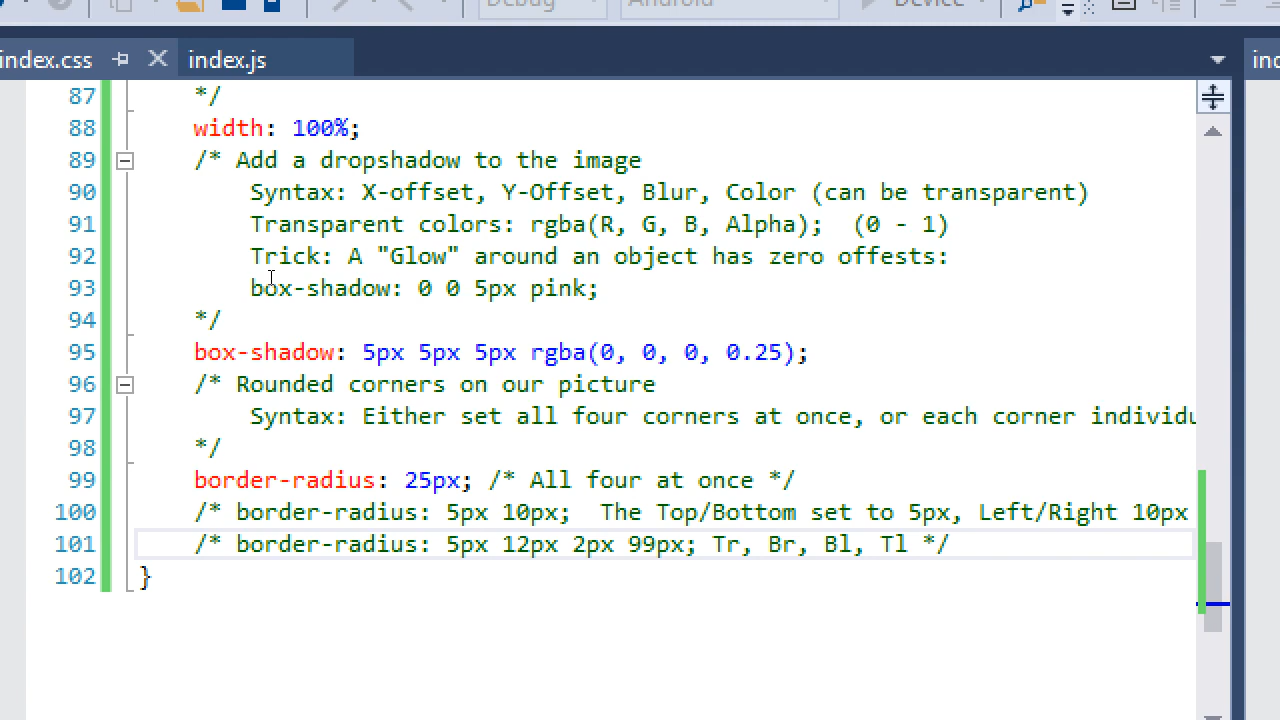 Debug Android Device
index.css index.js
87 */
88 width: 100%;
89 /* Add a dropshadow to the image
90 Syntax: X-offset, Y-Offset, Blur, Color (can be transparent)
91 Transparent colors: rgba(R, G, B, Alpha); (0 - 1)
92 Trick: A "Glow" around an object has zero offests:
93 box-shadow: 0 0 5px pink;
94 */
95 box-shadow: 5px 5px 5px rgba(0, 0, 0, 0.25);
96 /* Rounded corners on our picture
97 Syntax: Either set all four corners at once, or each corner individu
98 */
99 border-radius: 25px; /* All four at once */
100 /* border-radius: 5px 10px; The Top/Bottom set to 5px, Left/Right 10px
101 /* border-radius: 5px 12px 2px 99px; Tr, Br, Bl, Tl */
102 }